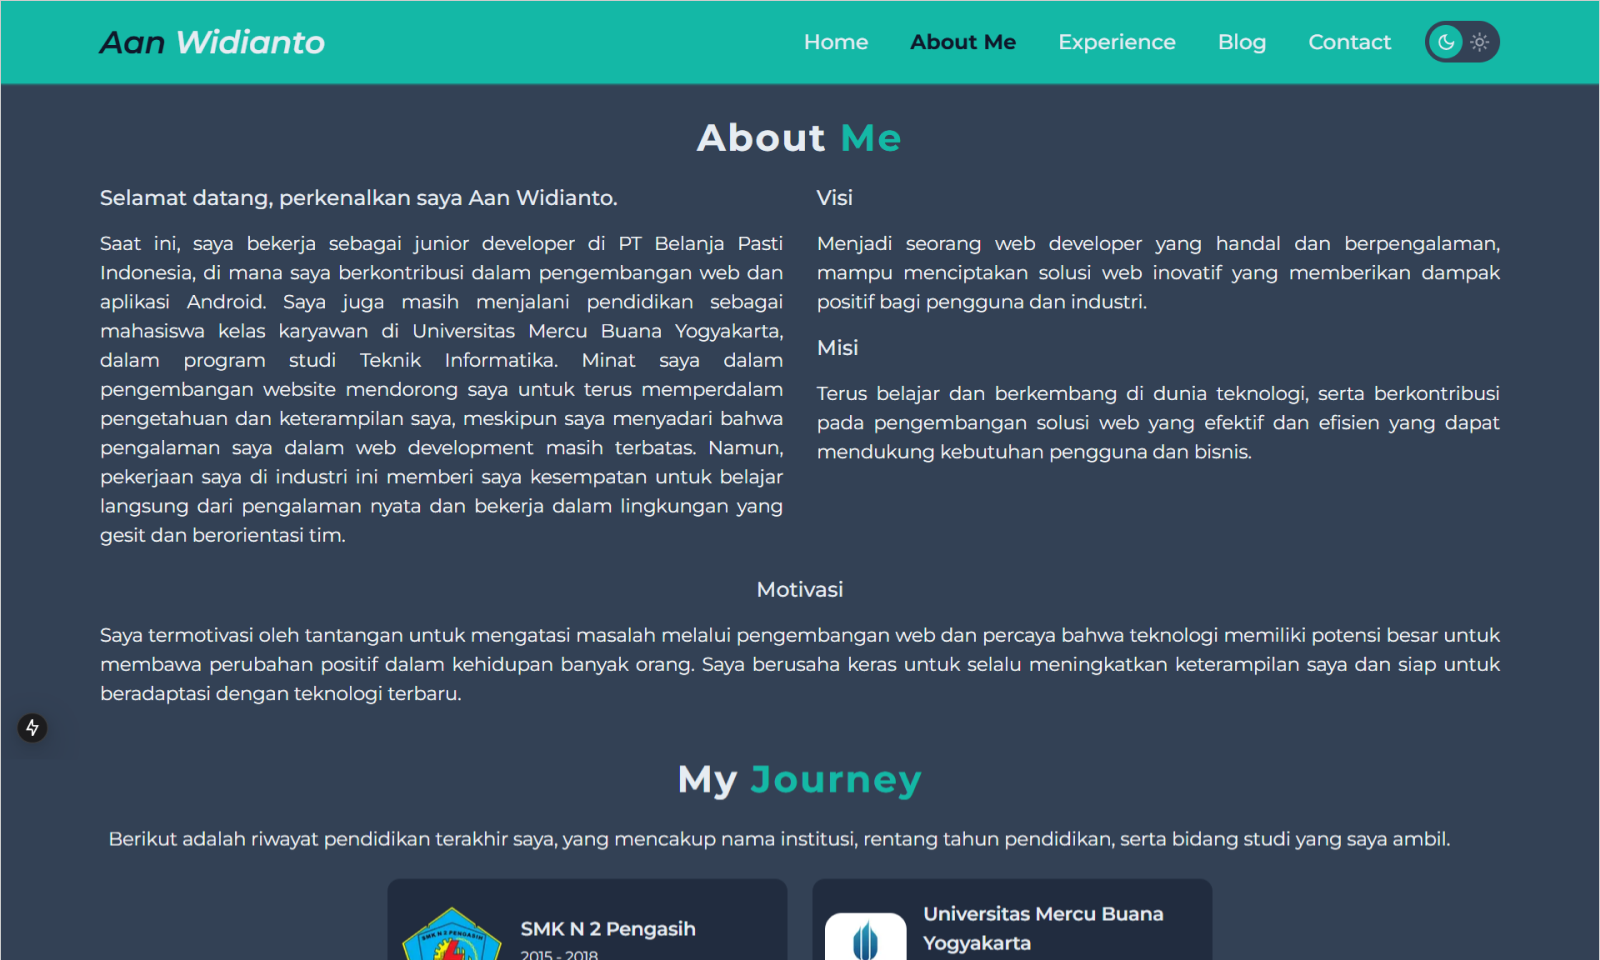 Aan Widianto
Home
About Me
Experience
Blog
Contact
About Me
Selamat datang, perkenalkan saya Aan Widianto.
Saat ini, saya bekerja sebagai junior developer di PT Belanja Pasti
Indonesia, di mana saya berkontribusi dalam pengembangan web dan
aplikasi Android. Saya juga masih menjalani pendidikan sebagai
mahasiswa kelas karyawan di Universitas Mercu Buana Yogyakarta,
dalam program studi Teknik Informatika. Minat saya dalam
pengembangan website mendorong saya untuk terus memperdalam
pengetahuan dan keterampilan saya, meskipun saya menyadari bahwa
pengalaman saya dalam web development masih terbatas. Namun,
pekerjaan saya di industri ini memberi saya kesempatan untuk belajar
langsung dari pengalaman nyata dan bekerja dalam lingkungan yang
gesit dan berorientasi tim.
Visi
Menjadi seorang web developer yang handal dan berpengalaman,
mampu menciptakan solusi web inovatif yang memberikan dampak
positif bagi pengguna dan industri.
Misi
Terus belajar dan berkembang di dunia teknologi, serta berkontribusi
pada pengembangan solusi web yang efektif dan efisien yang dapat
mendukung kebutuhan pengguna dan bisnis.
Motivasi
Saya termotivasi oleh tantangan untuk mengatasi masalah melalui pengembangan web dan percaya bahwa teknologi memiliki potensi besar untuk
membawa perubahan positif dalam kehidupan banyak orang. Saya berusaha keras untuk selalu meningkatkan keterampilan saya dan siap untuk
beradaptasi dengan teknologi terbaru.
My Journey
Berikut adalah riwayat pendidikan terakhir saya, yang mencakup nama institusi, rentang tahun pendidikan, serta bidang studi yang saya ambil.
SMK N 2 PENGASIH
SMK N 2 Pengasih
2015 - 2018
Universitas Mercu Buana
Yogyakarta